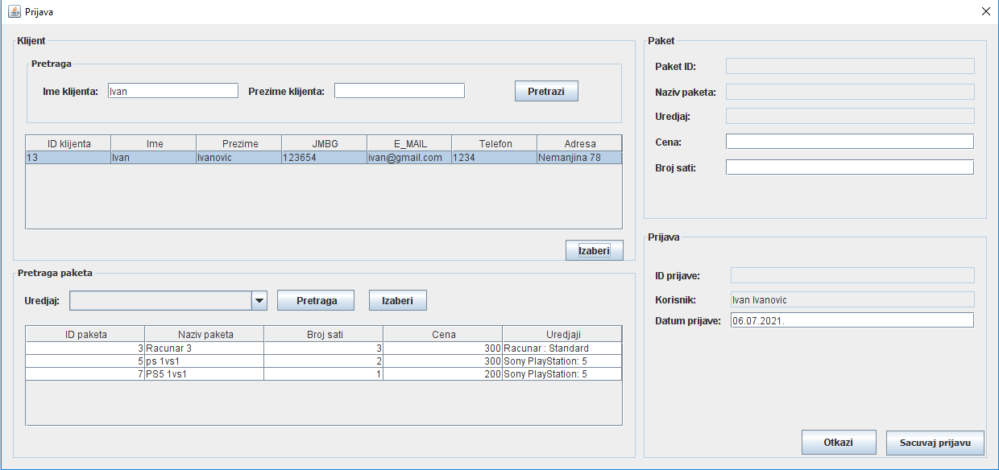 Prijava
Klijent
Pretraga
Ime klijenta: Ivan Prezime klijenta: Pretrazi
ID klijenta Ime Prezime JMBG E_MAIL Telefon Adresa
13 Ivan Ivanovic 123654 ivan@gmail.com 1234 Nemanjina 78
Izaberi
Pretraga paketa
Uredjaj: Pretraga Izaberi
ID paketa Naziv paketa Broj sati Cena Uredjaji
3 Racunar 3 3 300 Racunar : Standard
5 ps 1vs1 2 300 Sony PlayStation: 5
7 PS5 1vs1 1 200 Sony PlayStation: 5
Paket
Paket ID:
Naziv paketa:
Uredjaj:
Cena:
Broj sati:
Prijava
ID prijave:
Korisnik: Ivan Ivanovic
Datum prijave: 06.07.2021.
Otkazi Sacuvaj prijavu